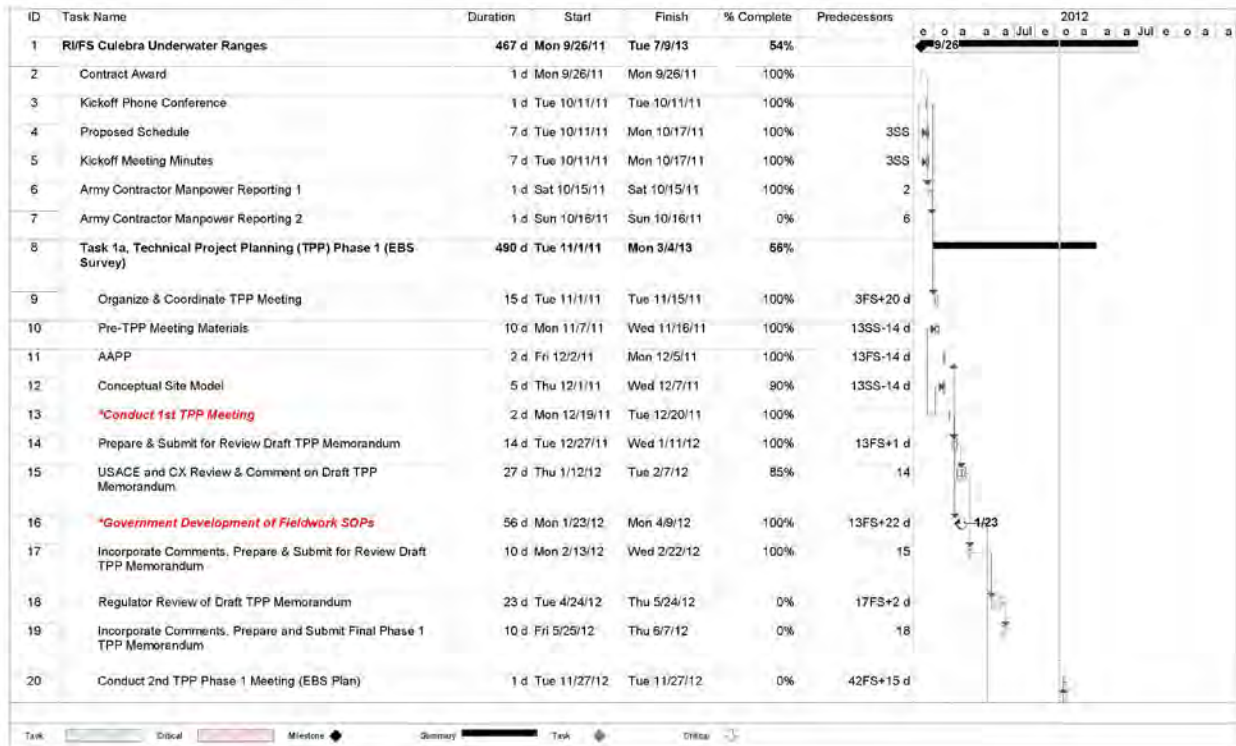 ID Task Name Duration Start Finish % Complete Predecessors 2012
a a Jul e o a a a Jul e o a a
1 RI/FS Culebra Underwater Ranges 467 d Mon 9/26/11 Tue 7/9/13 54% 9/26
2 Contract Award 1 d Mon 9/26/11 Mon 9/26/11 100%
3 Kickoff Phone Conference 1 d Tue 10/11/11 Tue 10/11/11 100%
4 Proposed Schedule 7 d Tue 10/11/11 Mon 10/17/11 100% 3SS
5 Kickoff Meeting Minutes 7 d Tue 10/11/11 Mon 10/17/11 100% 3SS
6 Army Contractor Manpower Reporting 1 1 d Sat 10/15/11 Sat 10/15/11 100% 2
7 Army Contractor Manpower Reporting 2 1 d Sun 10/16/11 Sun 10/16/11 0% 6
8 Task 1a, Technical Project Planning (TPP) Phase 1 (EBS 490 d Tue 11/1/11 Mon 3/4/13 56%
Survey)
9 Organize & Coordinate TPP Meeting 15 d Tue 11/1/11 Tue 11/15/11 100% 3FS+20 d
10 Pre-TPP Meeting Materials 10 d Mon 11/7/11 Wed 11/16/11 100% 13SS-14 d
11 AAPP 2 d Fri 12/2/11 Mon 12/5/11 100% 13FS-14 d
12 Conceptual Site Model 5 d Thu 12/1/11 Wed 12/7/11 90% 13SS-14 d
13 *Conduct 1st TPP Meeting 2 d Mon 12/19/11 Tue 12/20/11 100%
14 Prepare & Submit for Review Draft TPP Memorandum 14 d Tue 12/27/11 Wed 1/11/12 100% 13FS+1 d
15 USACE and CX Review & Comment on Draft TPP 27 d Thu 1/12/12 Tue 2/7/12 85% 14
Memorandum
16 *Government Development of Fieldwork SOPs 56 d Mon 1/23/12 Mon 4/9/12 100% 13FS+22 d 1/23
17 Incorporate Comments, Prepare & Submit for Review Draft 10 d Mon 2/13/12 Wed 2/22/12 100% 15
TPP Memorandum
18 Regulator Review of Draft TPP Memorandum 23 d Tue 4/24/12 Thu 5/24/12 0% 17FS+2 d
19 Incorporate Comments, Prepare and Submit Final Phase 1 10 d Fri 5/25/12 Thu 6/7/12 0% 18
TPP Memorandum
20 Conduct 2nd TPP Phase 1 Meeting (EBS Plan) 1 d Tue 11/27/12 Tue 11/27/12 0% 42FS+15 d
Task Critical Milestone Summary Task Critical